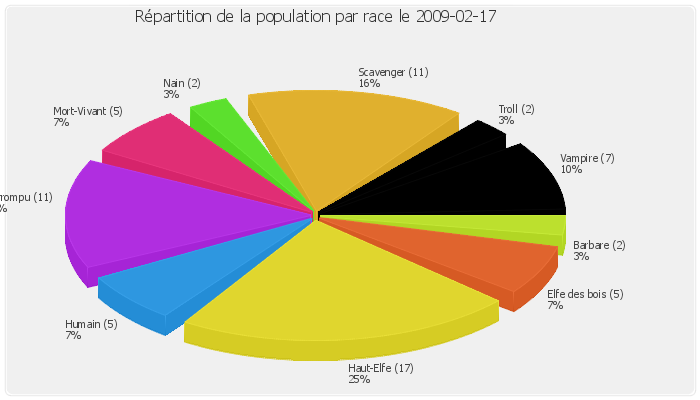 Répartition de la population par race le 2009-02-17
Scavenger (11)
16%
Nain (2)
3%
Troll (2)
3%
Mort-Vivant (5)
7%
Vampire (7)
10%
rompu (11)
%
Barbare (2)
3%
Elfe des bois (5)
7%
Humain (5)
7%
Haut-Elfe (17)
25%